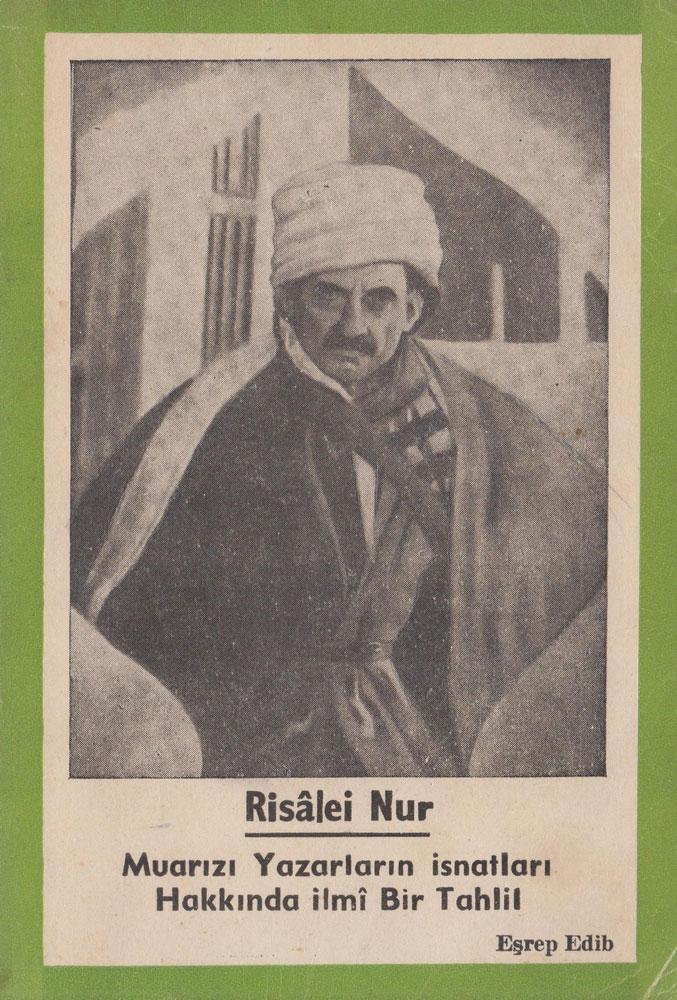 Risâlei Nur
Muarızı Yazarların isnatları
Hakkında ilmî Bir Tahlil
Eşrep Edib